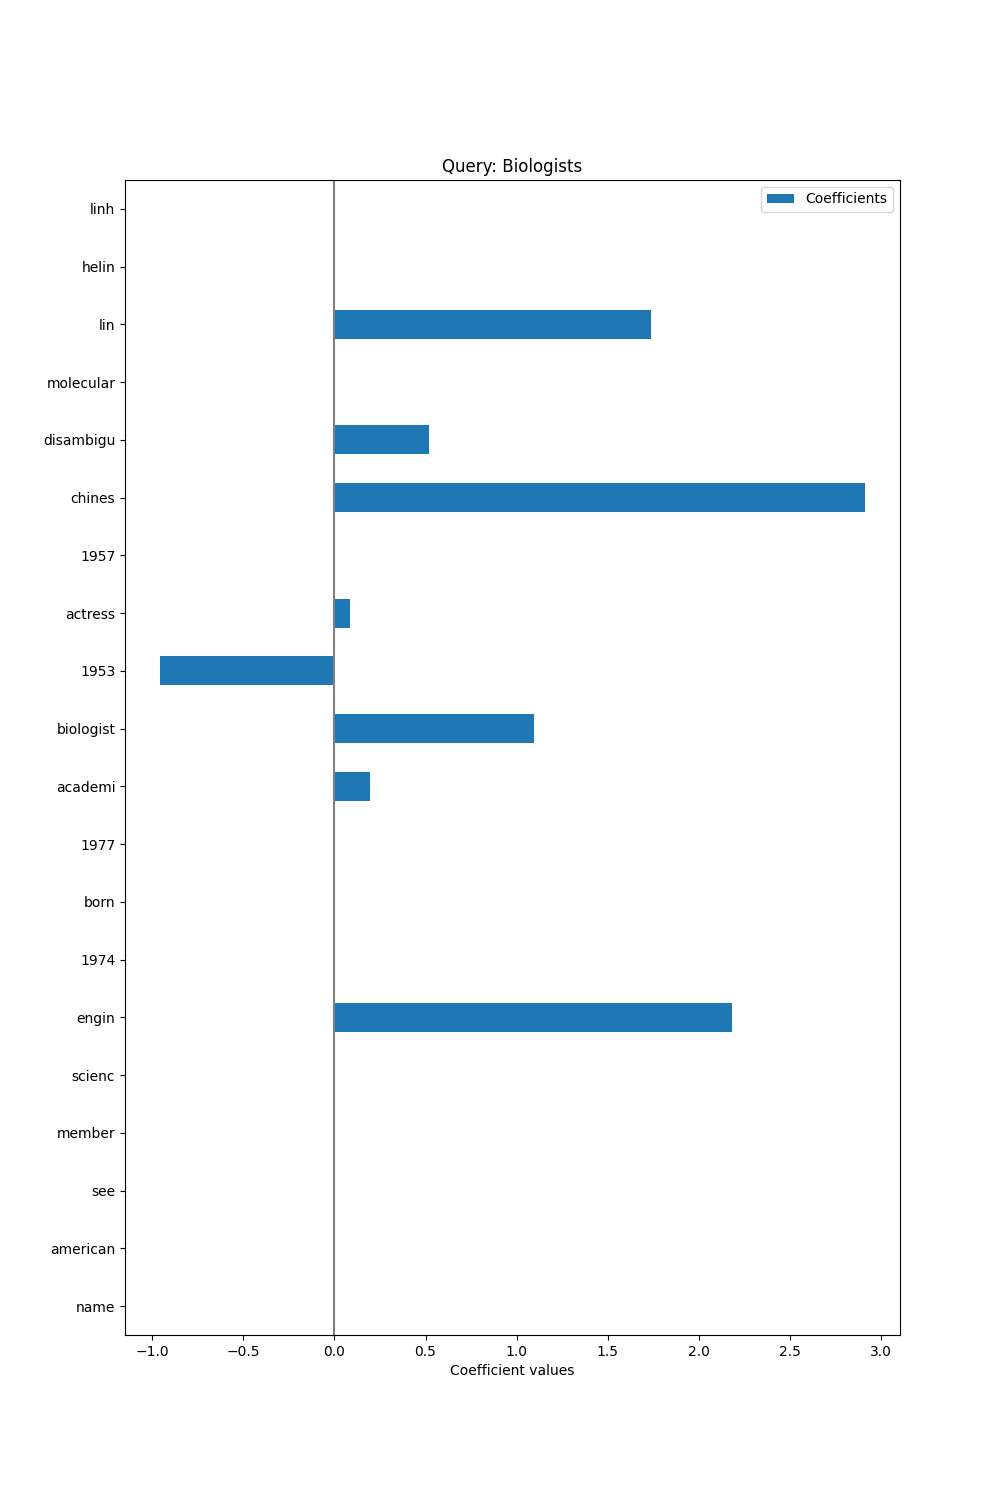 Query: Biologists
Coefficients
linh
helin
lin
molecular
disambigu
chines
1957
actress
1953
biologist
academi
1977
born
1974
engin
scienc
member
see
american
name
−1.0 −0.5 0.0 0.5 1.0 1.5 2.0 2.5 3.0
Coefficient values